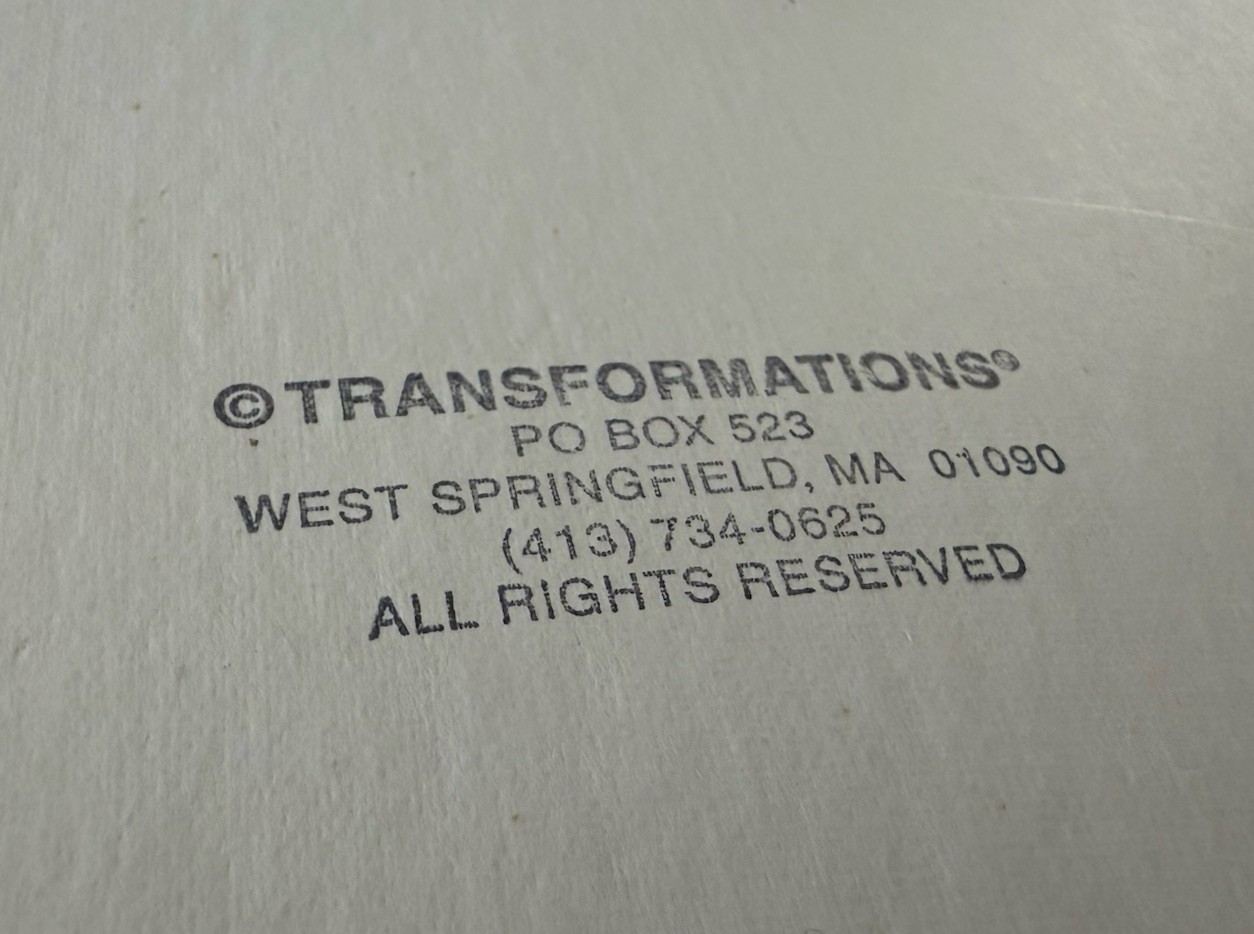 ©TRANSFORMATIONS®
PO BOX 523
WEST SPRINGFIELD, MA 01090
(413) 734-0625
ALL RIGHTS RESERVED